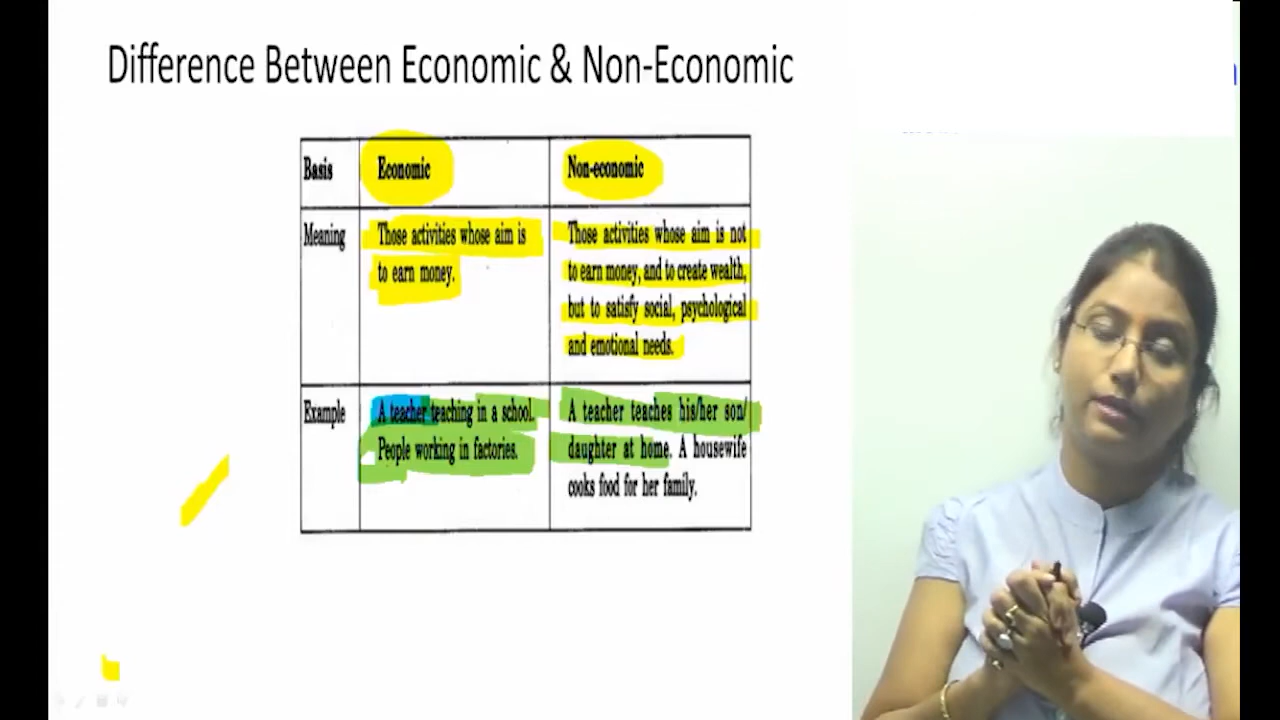 Difference Between Economic & Non-Economic
Basis
Economic
Non-economic
Meaning
Those activities whose aim is
to earn money.
Those activities whose aim is not
to earn money, and to create wealth,
but to satisfy social, psychological
and emotional needs.
Example
A teacher teaching in a school.
People working in factories.
A teacher teaches his/her son/
daughter at home. A housewife
cooks food for her family.